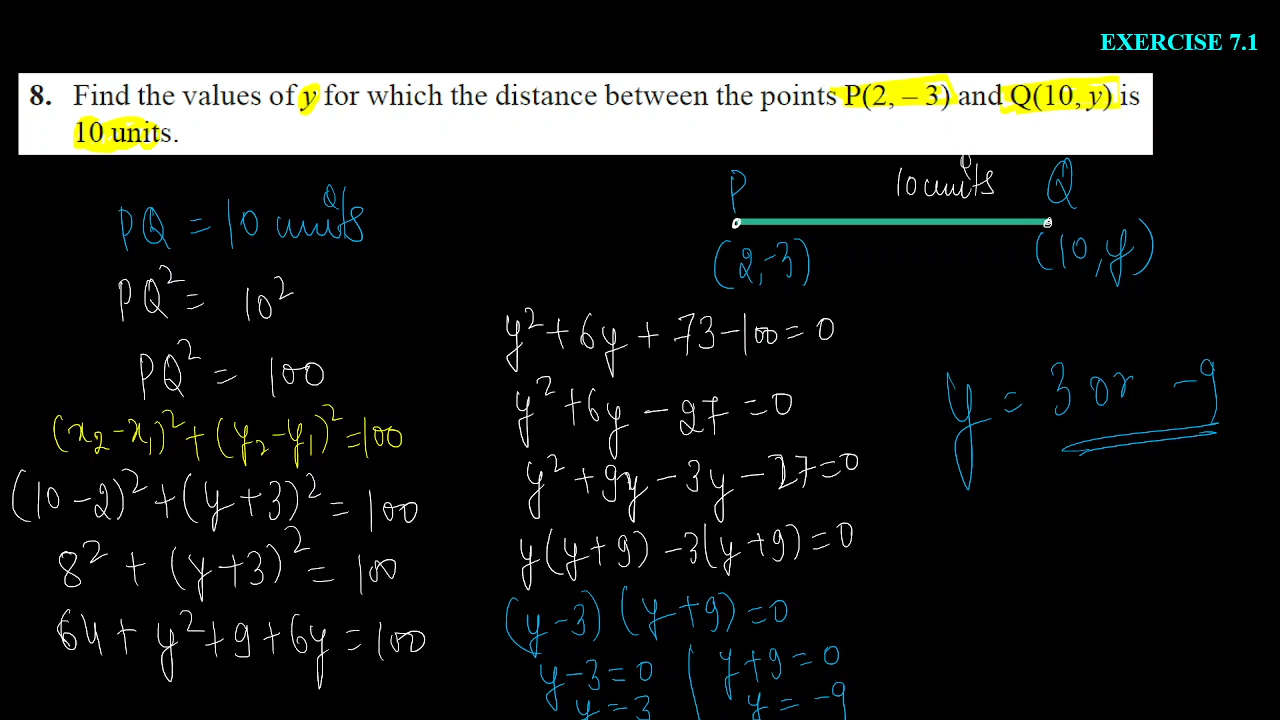 EXERCISE 7.1
8. Find the values of y for which the distance between the points P(2, – 3) and Q(10, y) is
10 units.
P 10 units Q
(2,-3) (10, y)
PQ = 10 units
PQ² = 10²
PQ² = 100
(x₂-x₁)²+(y₂-y₁)²=100
(10-2)²+(y+3)²=100
8²+(y+3)²=100
64+y²+9+6y=100
y²+6y+73-100=0
y²+6y-27=0
y²+9y-3y-27=0
y(y+9)-3(y+9)=0
(y-3)(y+9)=0
y-3=0 | y+9=0
y=3 | y=-9
y = 3 or -9